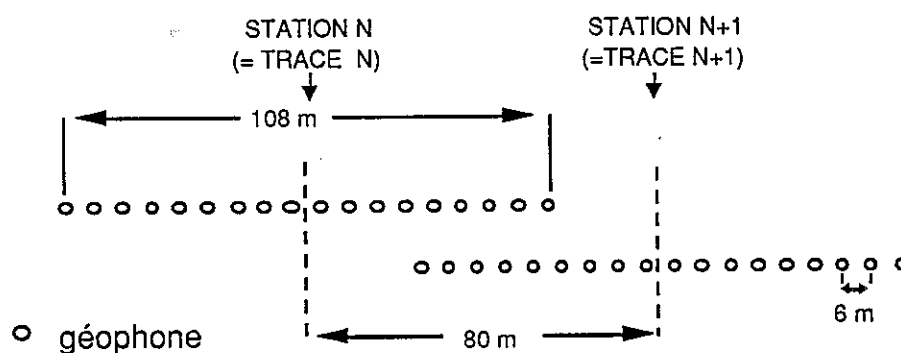 STATION N
(= TRACE N)
STATION N+1
(=TRACE N+1)
108 m
6 m
80 m
géophone